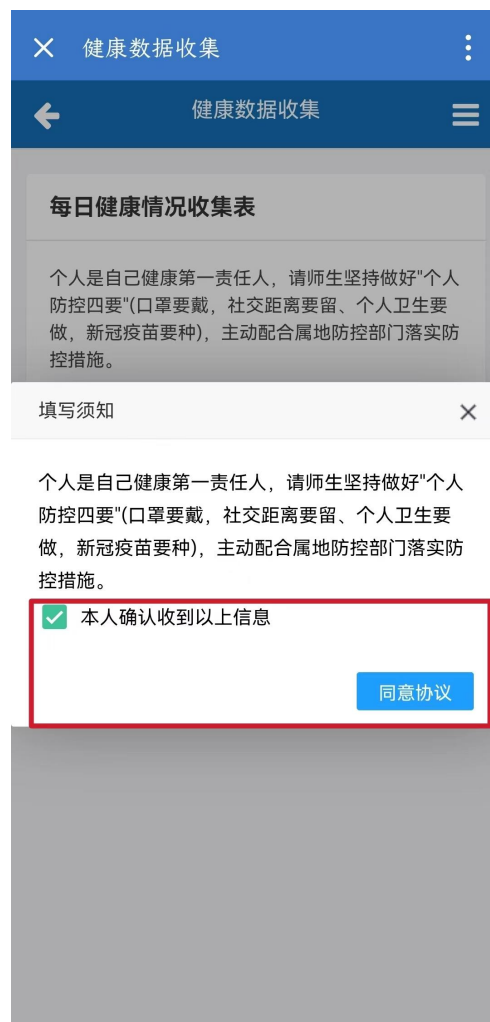 健康数据收集
健康数据收集
每日健康情况收集表
个人是自己健康第一责任人，请师生坚持做好"个人
防控四要"(口罩要戴，社交距离要留、个人卫生要
做，新冠疫苗要种)，主动配合属地防控部门落实防
控措施。
填写须知
个人是自己健康第一责任人，请师生坚持做好"个人
防控四要"(口罩要戴，社交距离要留、个人卫生要
做，新冠疫苗要种)，主动配合属地防控部门落实防
控措施。
本人确认收到以上信息
同意协议